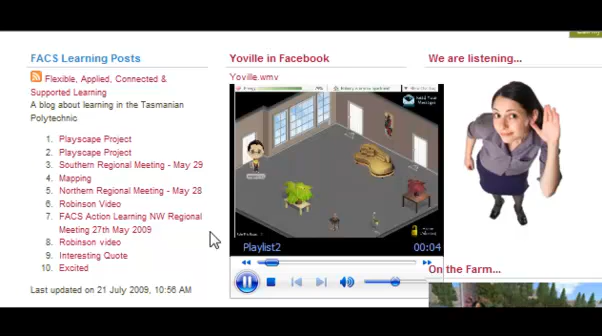 FACS Learning Posts
Flexible, Applied, Connected &
Supported Learning
A blog about learning in the Tasmanian
Polytechnic
1. Playscape Project
2. Playscape Project
3. Southern Regional Meeting - May 29
4. Mapping
5. Northern Regional Meeting - May 28
6. Robinson Video
7. FACS Action Learning NW Regional
Meeting 27th May 2009
8. Robinson video
9. Interesting Quote
10. Excited
Last updated on 21 July 2009, 10:56 AM
Yoville in Facebook
Yoville.wmv
Playlist2
00:04
We are listening...
On the Farm...